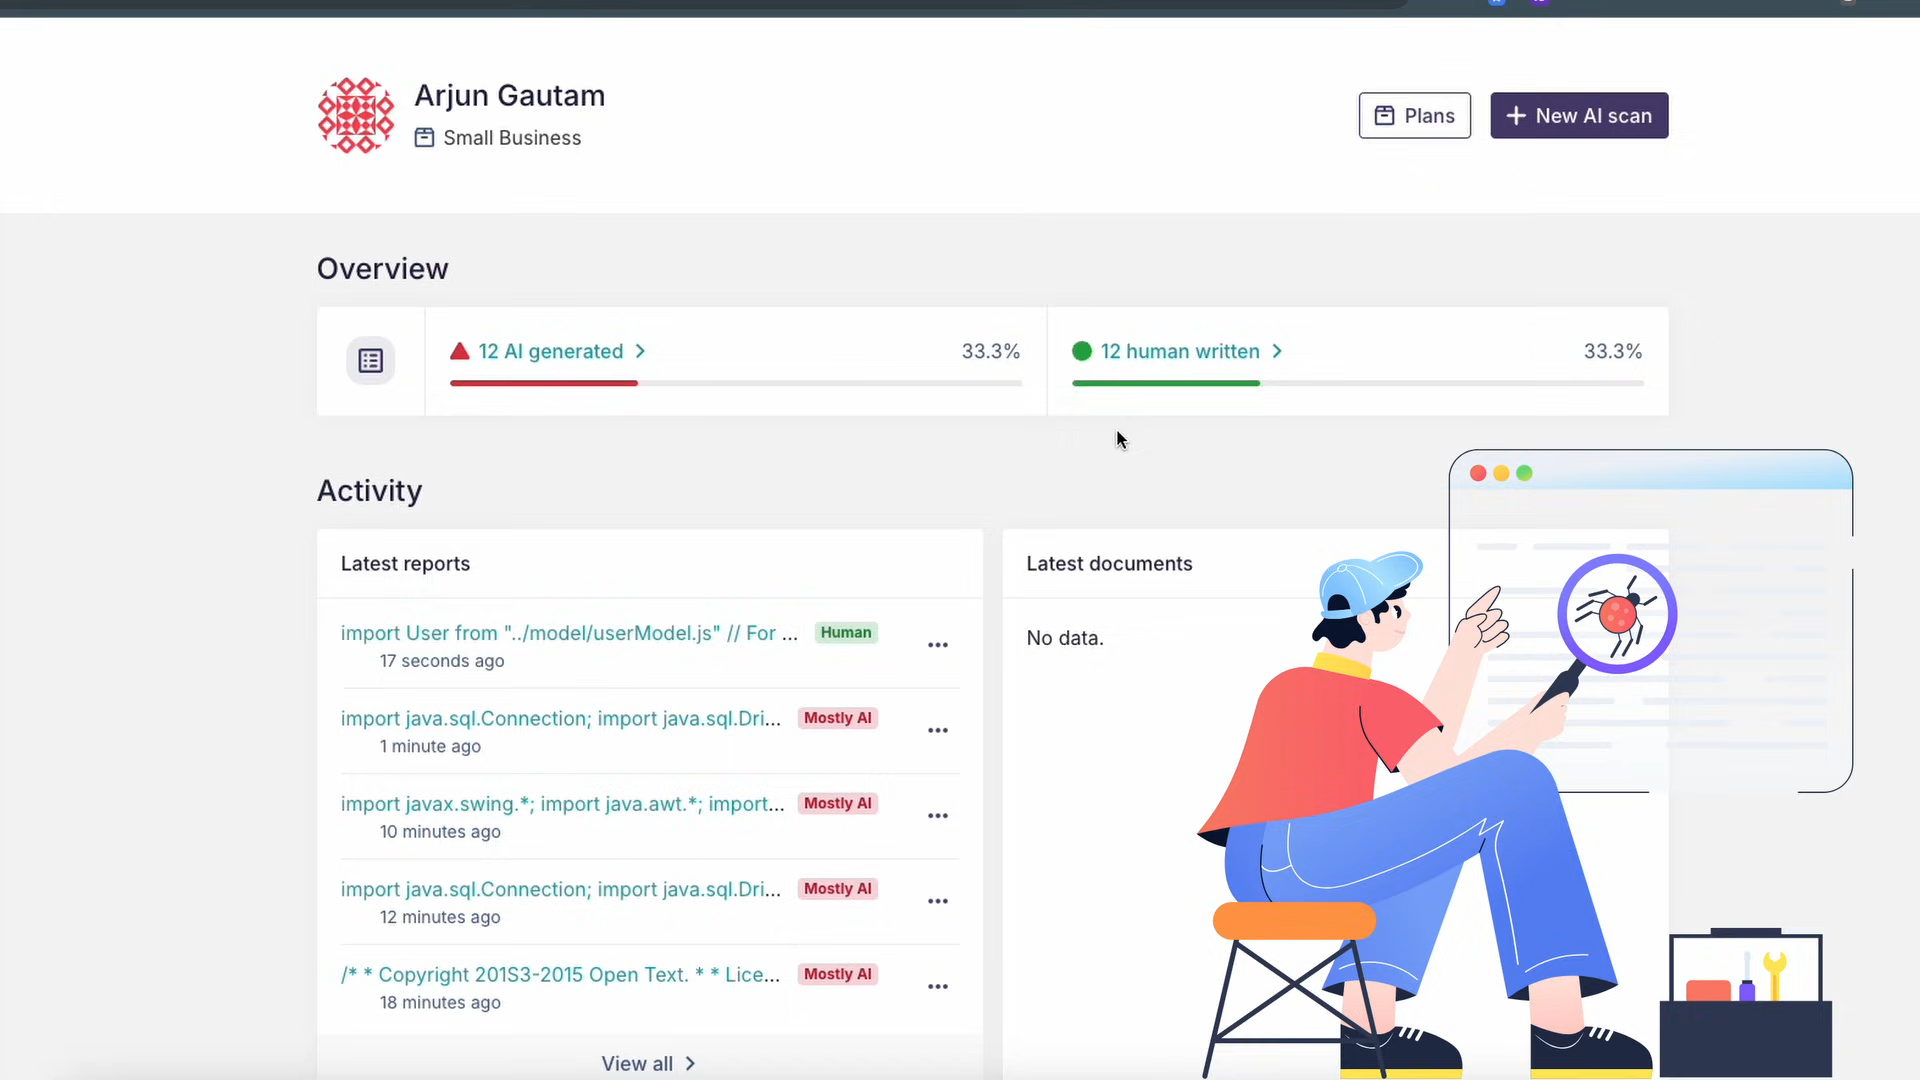 Arjun Gautam
Small Business
Plans
New AI scan
Overview
12 AI generated
33.3%
12 human written
33.3%
Activity
Latest reports
import User from "../model/userModel.js" // For ...
Human
17 seconds ago
import java.sql.Connection; import java.sql.Dri...
Mostly AI
1 minute ago
import javax.swing.*; import java.awt.*; import...
Mostly AI
10 minutes ago
import java.sql.Connection; import java.sql.Dri...
Mostly AI
12 minutes ago
/* * Copyright 201S3-2015 Open Text. * * Lice...
Mostly AI
18 minutes ago
View all
Latest documents
No data.